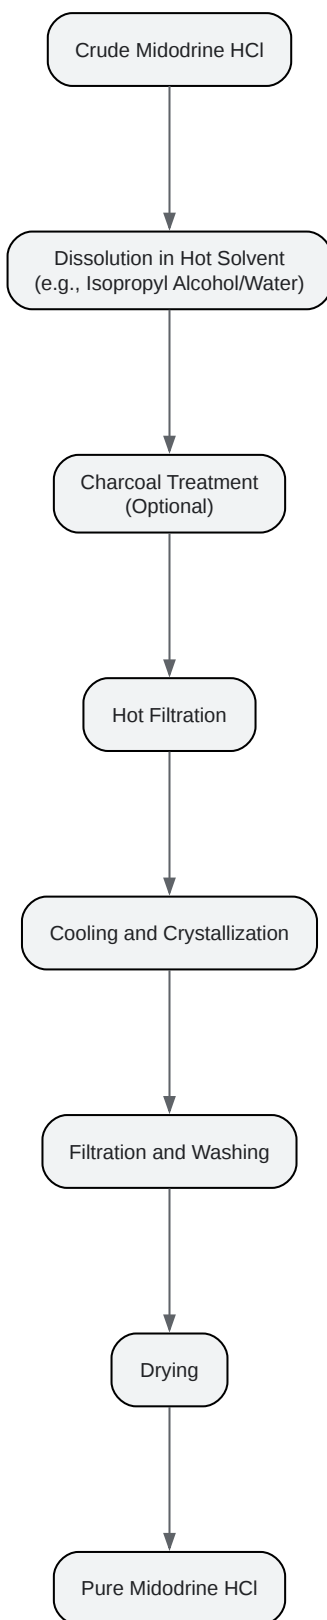 Crude Midodrine HCl
Dissolution in Hot Solvent
(e.g., Isopropyl Alcohol/Water)
Charcoal Treatment
(Optional)
Hot Filtration
Cooling and Crystallization
Filtration and Washing
Drying
Pure Midodrine HCl